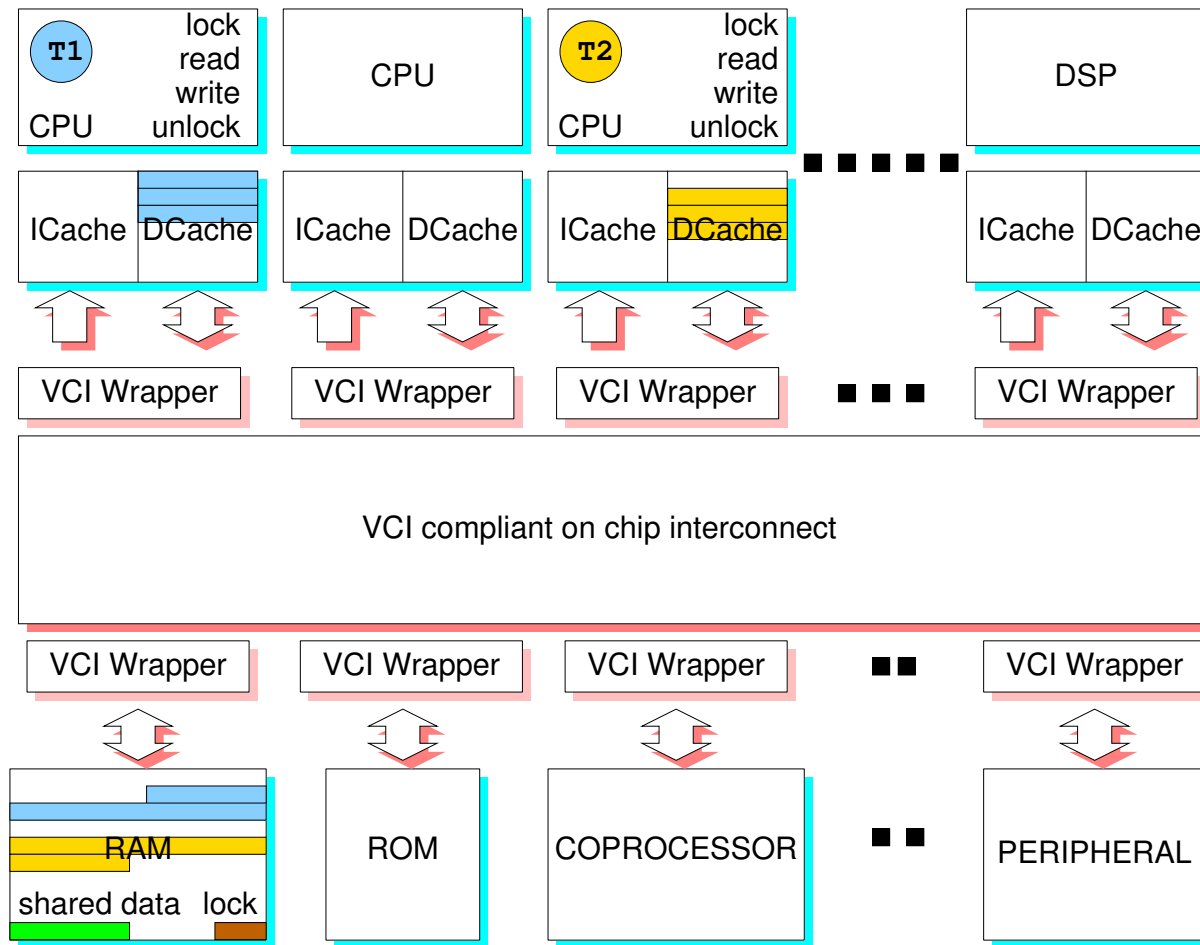 T1
lock
read
write
CPU unlock
CPU
T2
lock
read
write
CPU unlock
DSP
ICache DCache
ICache DCache
ICache DCache
ICache DCache
VCI Wrapper
VCI Wrapper
VCI Wrapper
VCI Wrapper
VCI compliant on chip interconnect
VCI Wrapper
VCI Wrapper
VCI Wrapper
VCI Wrapper
RAM
shared data lock
ROM
COPROCESSOR
PERIPHERAL